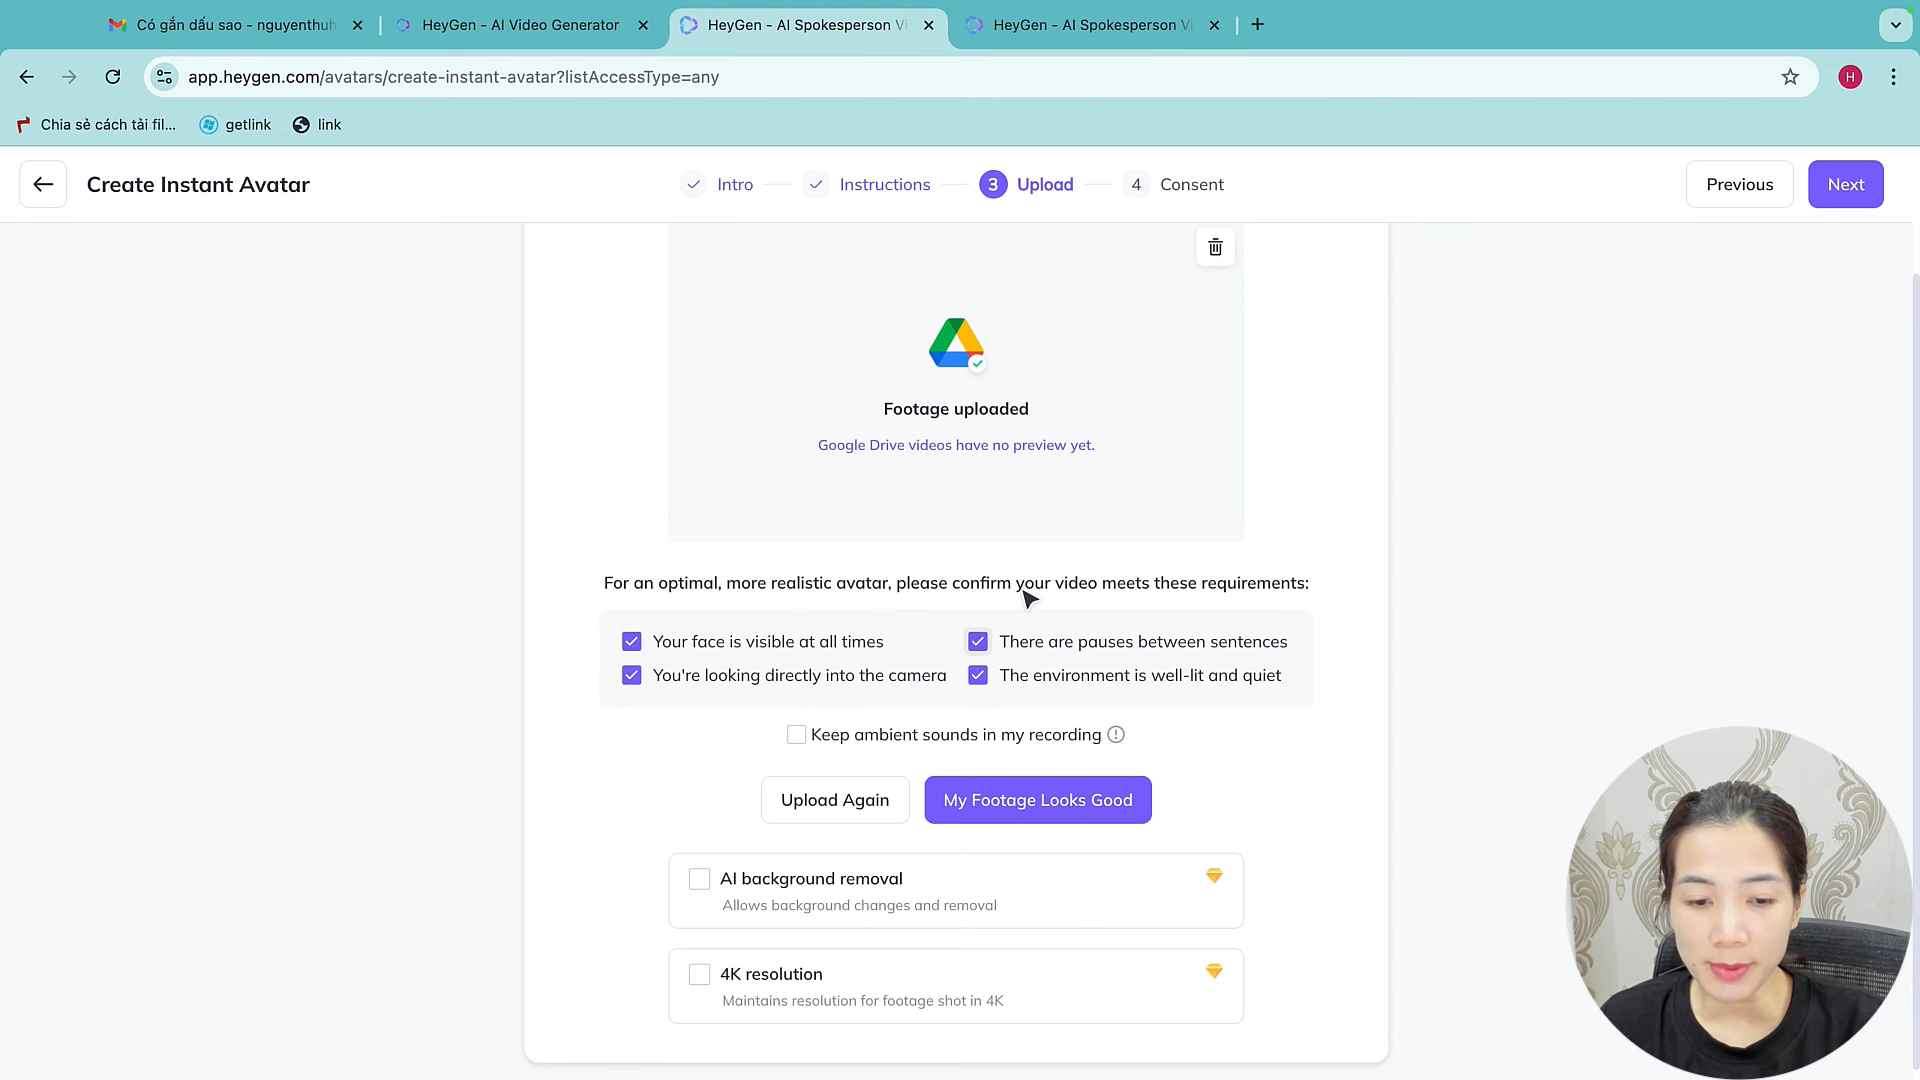 Có gắn dấu sao - nguyenthuh
HeyGen - AI Video Generator
HeyGen - AI Spokesperson Vi
HeyGen - AI Spokesperson Vi
app.heygen.com/avatars/create-instant-avatar?listAccessType=any
H
Chia sẻ cách tải fil...
getlink
link
Create Instant Avatar
Intro
Instructions
3 Upload
4 Consent
Previous
Next
Footage uploaded
Google Drive videos have no preview yet.
For an optimal, more realistic avatar, please confirm your video meets these requirements:
Your face is visible at all times
There are pauses between sentences
You're looking directly into the camera
The environment is well-lit and quiet
Keep ambient sounds in my recording
Upload Again
My Footage Looks Good
AI background removal
Allows background changes and removal
4K resolution
Maintains resolution for footage shot in 4K